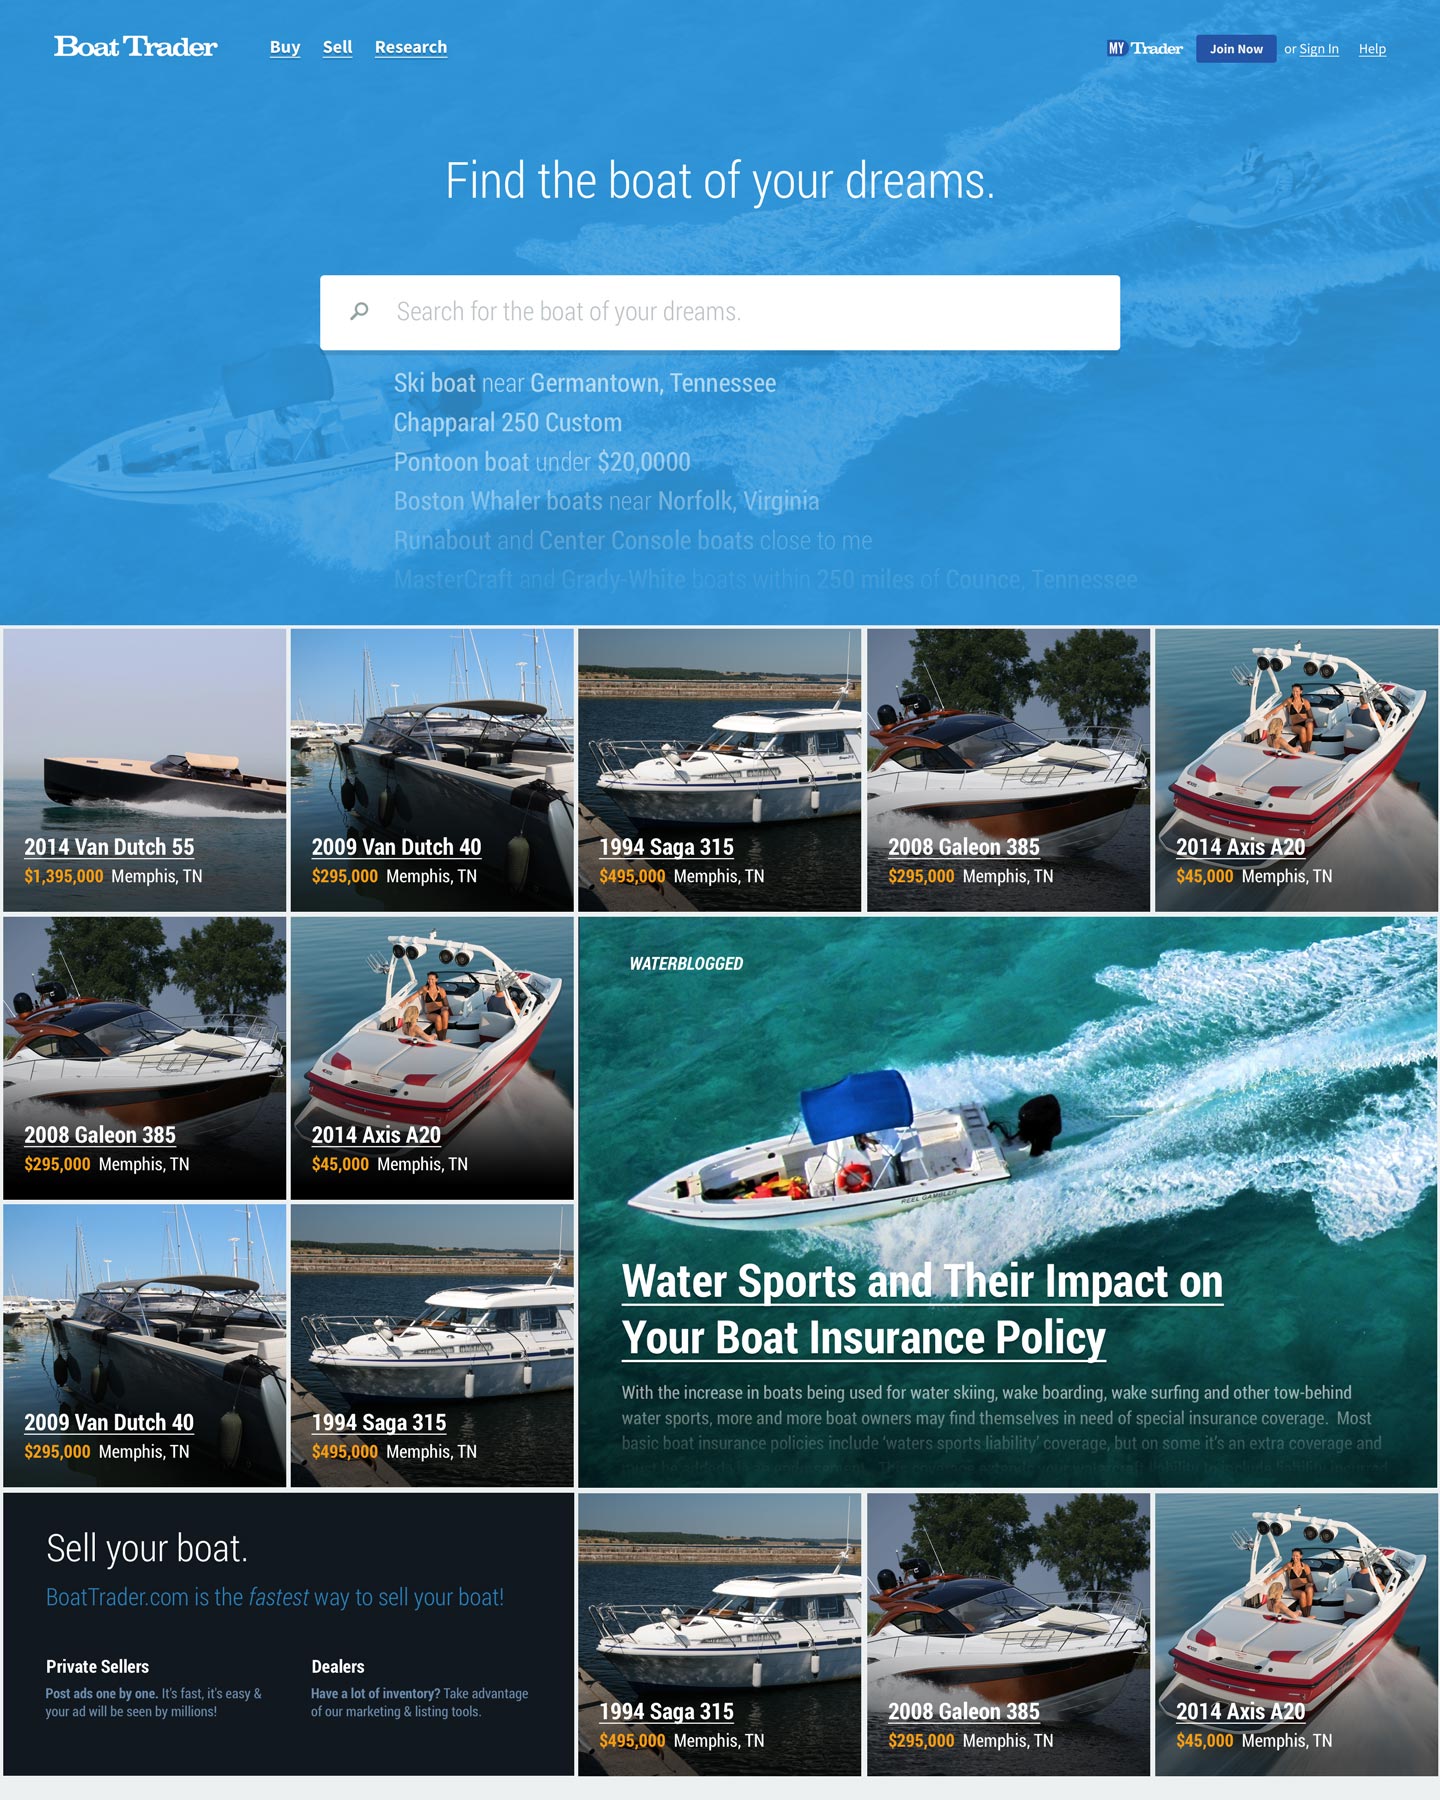 Boat Trader Buy Sell Research MY Trader Join Now or Sign In Help
Find the boat of your dreams.
Search for the boat of your dreams.
Ski boat near Germantown, Tennessee
Chapparal 250 Custom
Pontoon boat under $20,0000
Boston Whaler boats near Norfolk, Virginia
Runabout and Center Console boats close to me
MasterCraft and Grady-White boats within 250 miles of Counce, Tennessee
2014 Van Dutch 55
$1,395,000 Memphis, TN
2009 Van Dutch 40
$295,000 Memphis, TN
1994 Saga 315
$495,000 Memphis, TN
2008 Galeon 385
$295,000 Memphis, TN
2014 Axis A20
$45,000 Memphis, TN
2008 Galeon 385
$295,000 Memphis, TN
2014 Axis A20
$45,000 Memphis, TN
WATERBLOGGED
REEL GAMBLER
Water Sports and Their Impact on
Your Boat Insurance Policy
With the increase in boats being used for water skiing, wake boarding, wake surfing and other tow-behind
water sports, more and more boat owners may find themselves in need of special insurance coverage. Most
basic boat insurance policies include ‘waters sports liability’ coverage, but on some it's an extra coverage and
2009 Van Dutch 40
$295,000 Memphis, TN
1994 Saga 315
$495,000 Memphis, TN
Sell your boat.
BoatTrader.com is the fastest way to sell your boat!
Private Sellers
Post ads one by one. It's fast, it's easy &
your ad will be seen by millions!
Dealers
Have a lot of inventory? Take advantage
of our marketing & listing tools.
1994 Saga 315
$495,000 Memphis, TN
2008 Galeon 385
$295,000 Memphis, TN
2014 Axis A20
$45,000 Memphis, TN